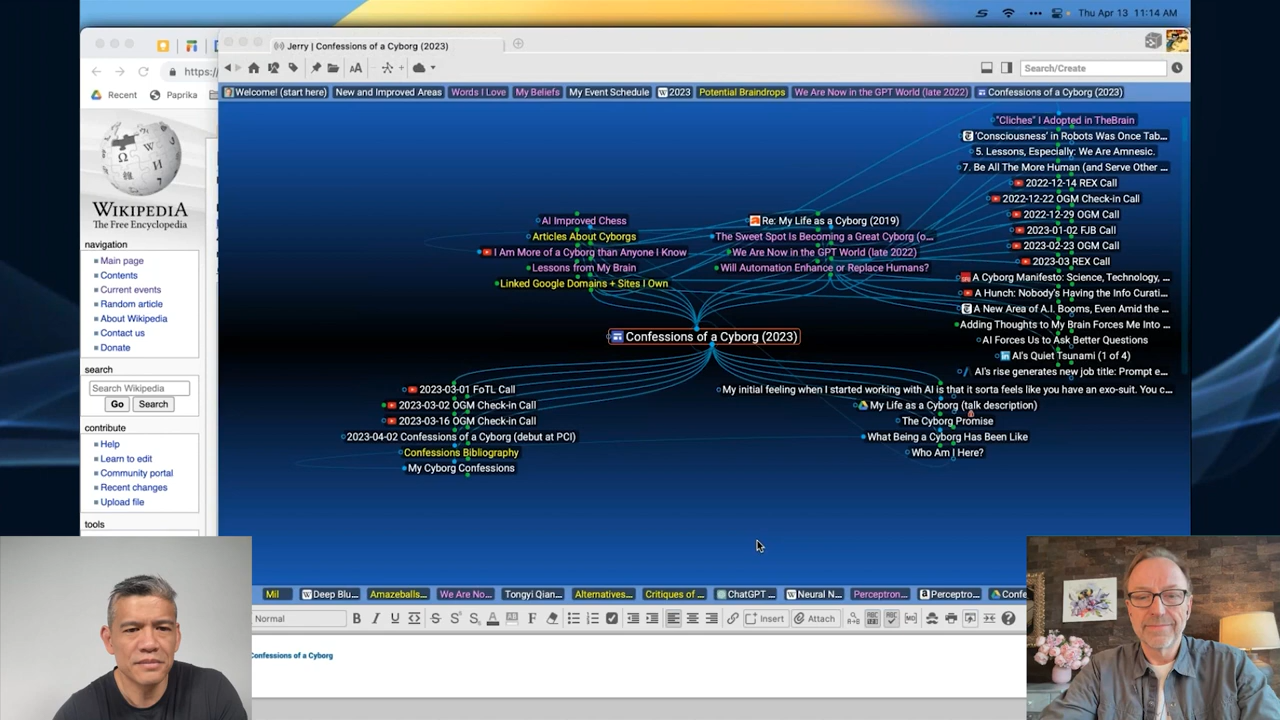 Thu Apr 13 11:14 AM
Jerry | Confessions of a Cyborg (2023)
https:/
Search/Create
Recent
Paprika
Welcome! (start here)
New and Improved Areas
Words I Love
My Beliefs
My Event Schedule
2023
Potential Braindrops
We Are Now in the GPT World (late 2022)
Confessions of a Cyborg (2023)
WIKIPEDIA
The Free Encyclopedia
navigation
Main page
Contents
Current events
Random article
About Wikipedia
Contact us
Donate
search
Search Wikipedia
Go
Search
contribute
Help
Learn to edit
Community portal
Recent changes
Upload file
tools
AI Improved Chess
Articles About Cyborgs
I Am More of a Cyborg than Anyone I Know
Lessons from My Brain
Linked Google Domains + Sites I Own
Re: My Life as a Cyborg (2019)
The Sweet Spot Is Becoming a Great Cyborg (o...
We Are Now in the GPT World (late 2022)
Will Automation Enhance or Replace Humans?
"Cliches" I Adopted in TheBrain
'Consciousness' in Robots Was Once Tab...
5. Lessons, Especially: We Are Amnesic.
7. Be All The More Human (and Serve Other ...
2022-12-14 REX Call
2022-12-22 OGM Check-in Call
2022-12-29 OGM Call
2023-01-02 FJB Call
2023-02-23 OGM Call
2023-03 REX Call
A Cyborg Manifesto: Science, Technology, ...
A Hunch: Nobody's Having the Info Curati...
A New Area of A.I. Booms, Even Amid the ...
Adding Thoughts to My Brain Forces Me Into ...
AI Forces Us to Ask Better Questions
AI's Quiet Tsunami (1 of 4)
AI's rise generates new job title: Prompt e...
Confessions of a Cyborg (2023)
2023-03-01 FoTL Call
2023-03-02 OGM Check-in Call
2023-03-16 OGM Check-in Call
2023-04-02 Confessions of a Cyborg (debut at PCI)
Confessions Bibliography
My Cyborg Confessions
My initial feeling when I started working with AI is that it sorta feels like you have an exo-suit. You c...
My Life as a Cyborg (talk description)
The Cyborg Promise
What Being a Cyborg Has Been Like
Who Am I Here?
Mil
Deep Blu...
Amazeballs...
We Are No...
Tongyi Qian...
Alternatives...
Critiques of ...
ChatGPT ...
Neural N...
Perceptron...
Perceptro...
Confe
Normal
Insert
Attach
Confessions of a Cyborg